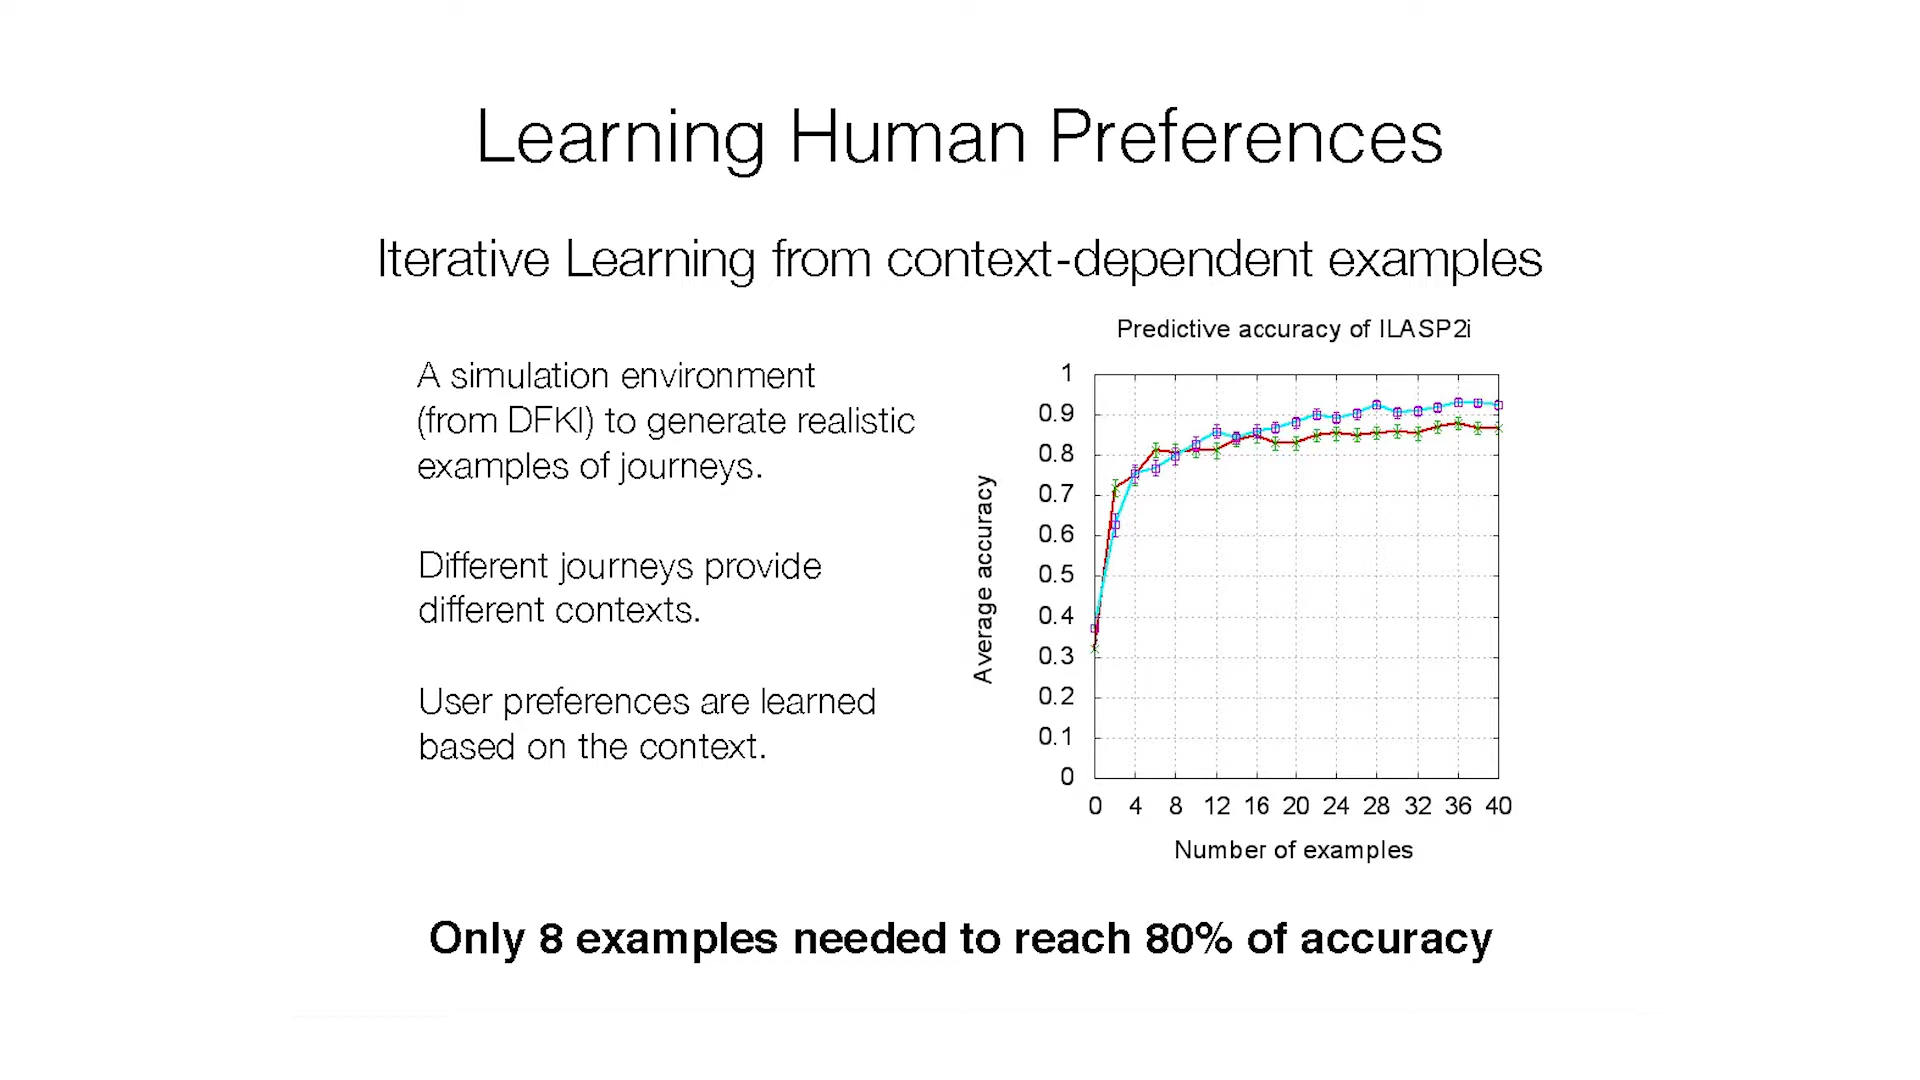 Learning Human Preferences
Iterative Learning from context-dependent examples
A simulation environment
(from DFKI) to generate realistic
examples of journeys.
Different journeys provide
different contexts.
User preferences are learned
based on the context.
Predictive accuracy of ILASP2i
Average accuracy
1
0.9
0.8
0.7
0.6
0.5
0.4
0.3
0.2
0.1
0
0 4 8 12 16 20 24 28 32 36 40
Number of examples
Only 8 examples needed to reach 80% of accuracy